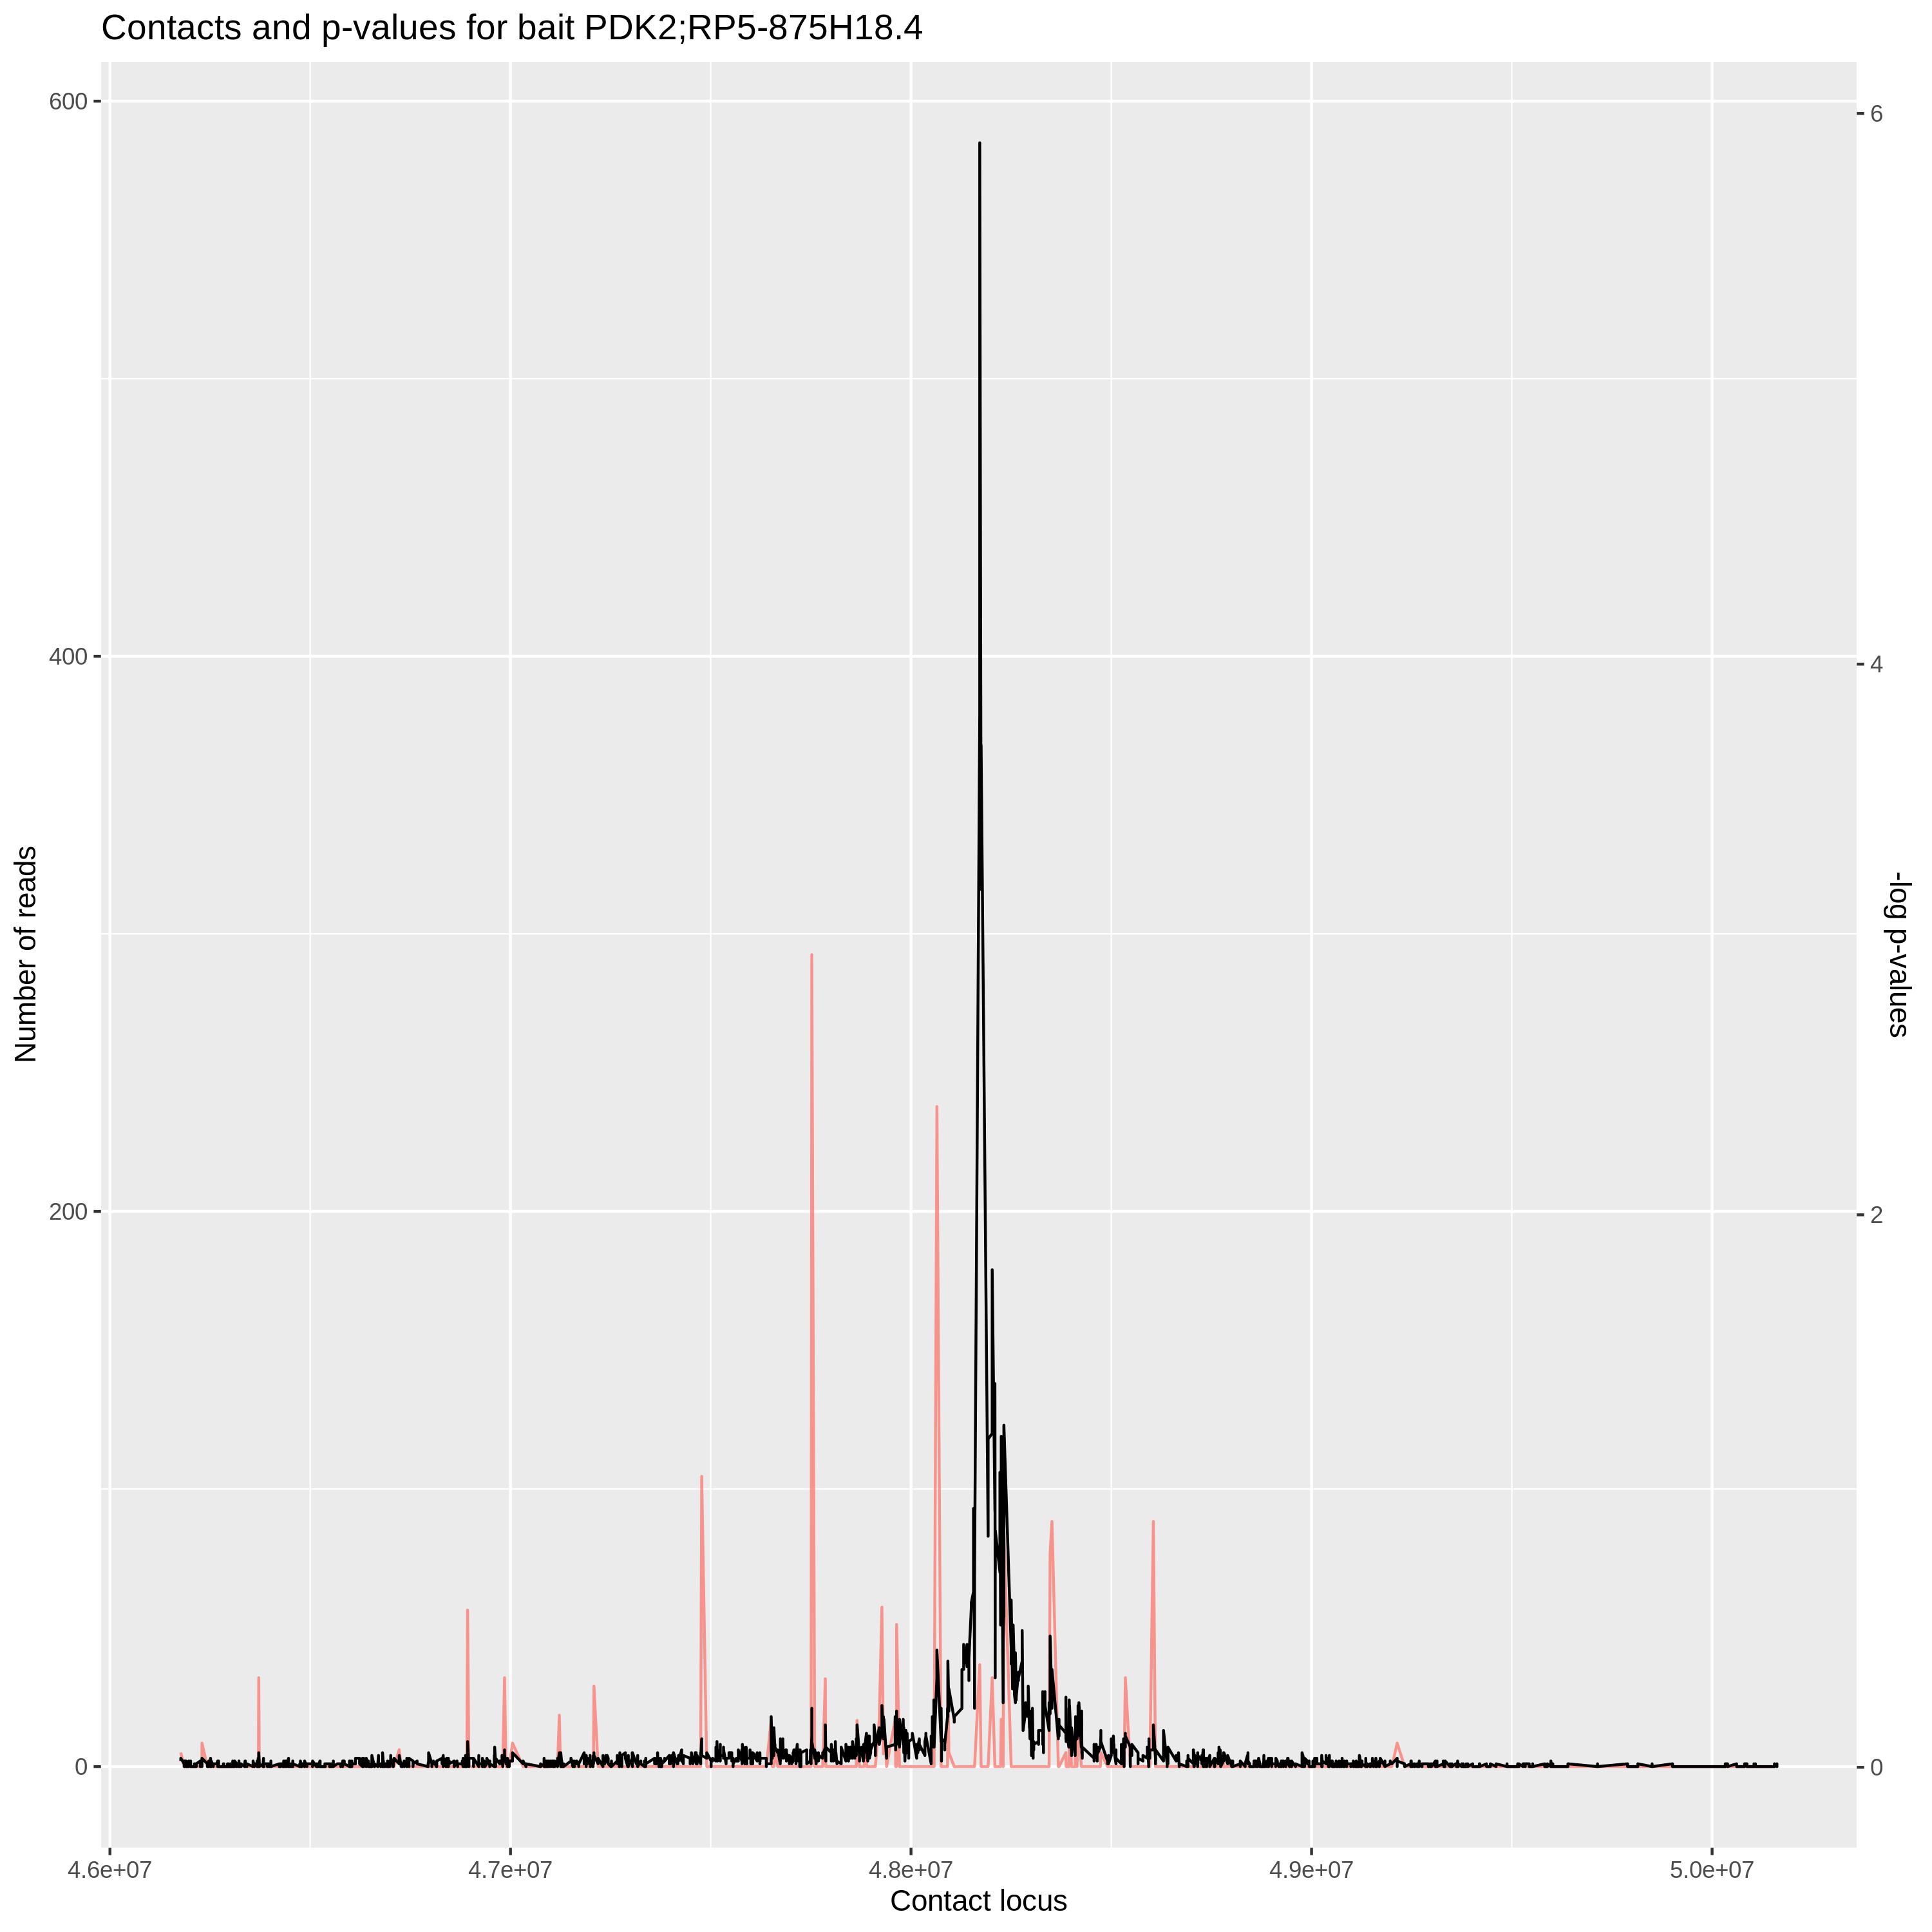 Contacts and p-values for bait PDK2;RP5-875H18.4
600
400
200
0
6
4
2
0
Number of reads
-log p-values
4.6e+07
4.7e+07
4.8e+07
4.9e+07
5.0e+07
Contact locus